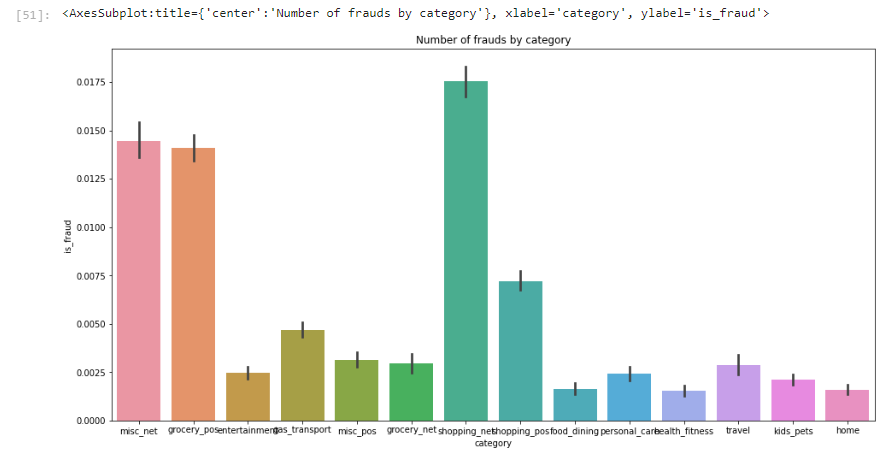 [51]: <AxesSubplot:title={'center':'Number of frauds by category'}, xlabel='category', ylabel='is_fraud'>
Number of frauds by category
0.0175
0.0150
0.0125
0.0100
0.0075
0.0050
0.0025
0.0000
is_fraud
misc_net grocery_pos entertainment gas_transport misc_pos grocery_net shopping_net shopping_pos food_dining personal_care health_fitness travel kids_pets home
category